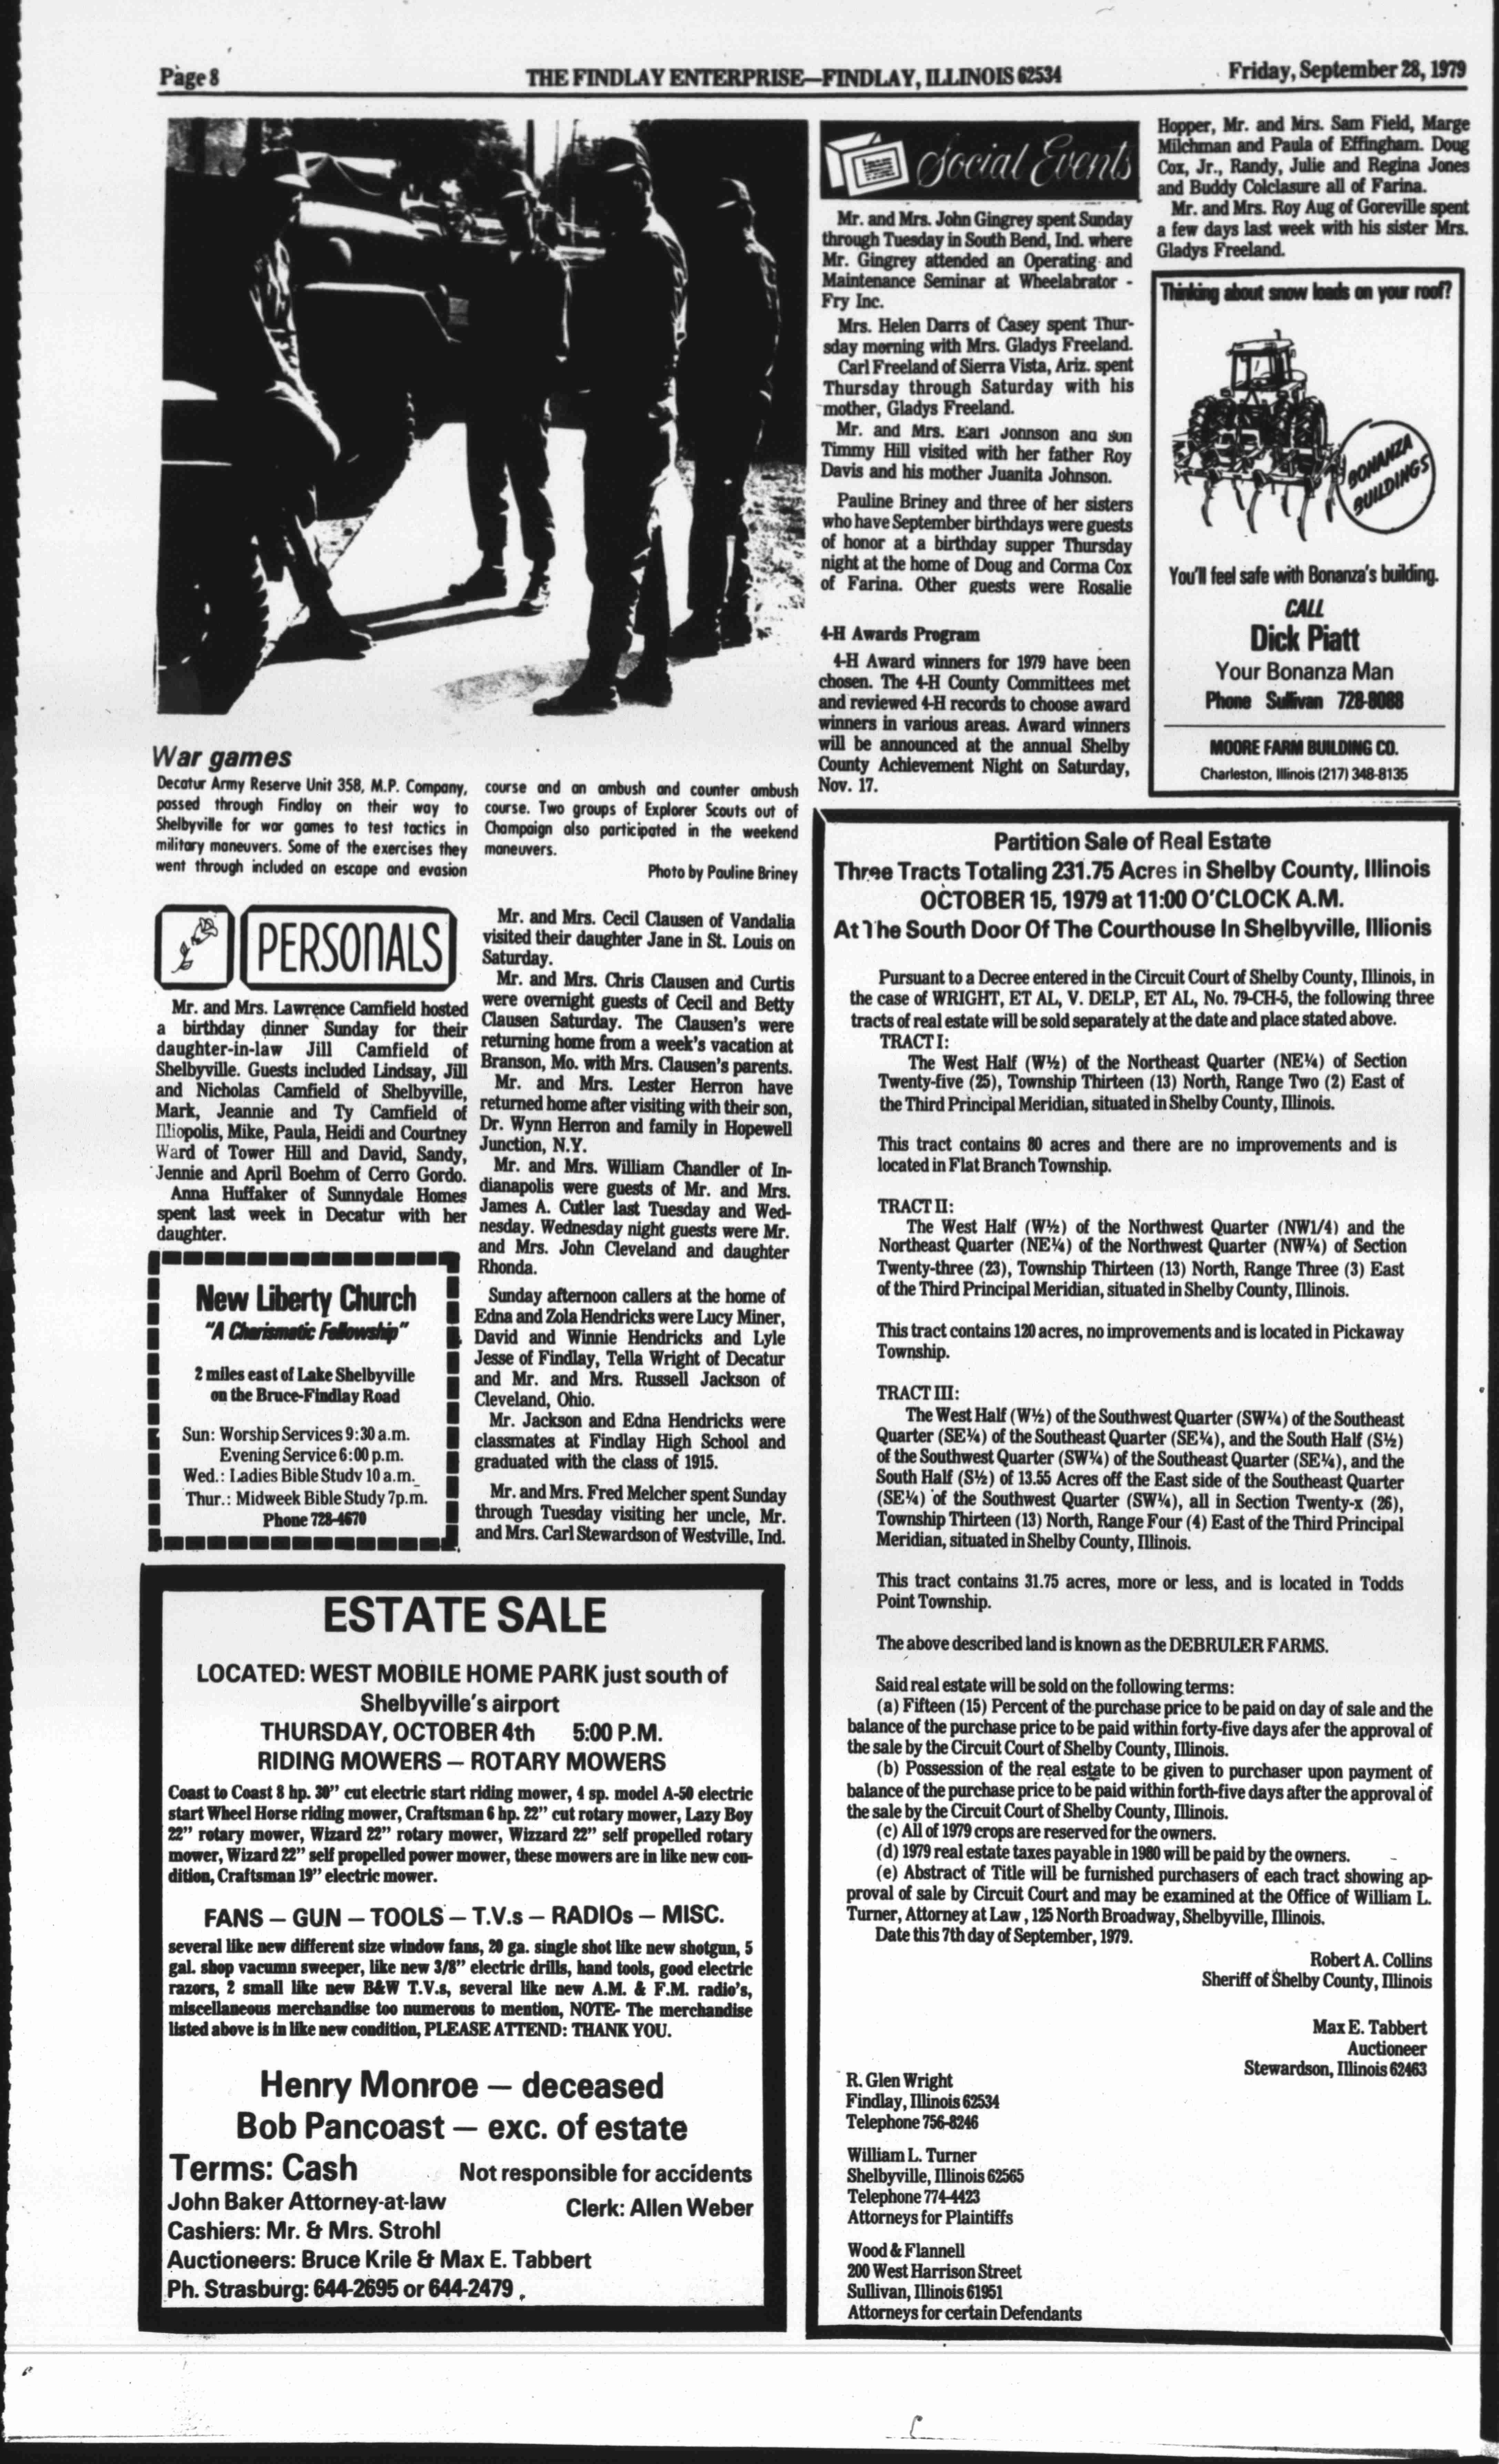 Page 8
THE FINDLAY ENTERPRISE—FINDLAY, ILLINOIS 62534
Friday, September 28, 1979
War games
Decatur Army Reserve Unit 358, M.P. Company,
passed through Findlay on their way to
Shelbyville for war games to test tactics in
military maneuvers. Some of the exercises they
went through included an escape and evasion
course and an ambush and counter ambush
course. Two groups of Explorer Scouts out of
Champaign also participated in the weekend
maneuvers.
Photo by Pauline Briney
PERSONALS
Mr. and Mrs. Lawrence Camfield hosted
a birthday dinner Sunday for their
daughter-in-law Jill Camfield of
Shelbyville. Guests included Lindsay, Jill
and Nicholas Camfield of Shelbyville,
Mark, Jeannie and Ty Camfield of
Illiopolis, Mike, Paula, Heidi and Courtney
Ward of Tower Hill and David, Sandy,
Jennie and April Boehm of Cerro Gordo.
Anna Huffaker of Sunnydale Homes
spent last week in Decatur with her
daughter.
New Liberty Church
"A Charismatic Fellowship"
2 miles east of Lake Shelbyville
on the Bruce-Findlay Road
Sun: Worship Services 9:30 a.m.
Evening Service 6:00 p.m.
Wed.: Ladies Bible Study 10 a.m.
Thur.: Midweek Bible Study 7p.m.
Phone 728-4670
Mr. and Mrs. Cecil Clausen of Vandalia
visited their daughter Jane in St. Louis on
Saturday.
Mr. and Mrs. Chris Clausen and Curtis
were overnight guests of Cecil and Betty
Clausen Saturday. The Clausen's were
returning home from a week's vacation at
Branson, Mo. with Mrs. Clausen's parents.
Mr. and Mrs. Lester Herron have
returned home after visiting with their son,
Dr. Wynn Herron and family in Hopewell
Junction, N.Y.
Mr. and Mrs. William Chandler of In-
dianapolis were guests of Mr. and Mrs.
James A. Cutler last Tuesday and Wed-
nesday. Wednesday night guests were Mr.
and Mrs. John Cleveland and daughter
Rhonda.
Sunday afternoon callers at the home of
Edna and Zola Hendricks were Lucy Miner,
David and Winnie Hendricks and Lyle
Jesse of Findlay, Tella Wright of Decatur
and Mr. and Mrs. Russell Jackson of
Cleveland, Ohio.
Mr. Jackson and Edna Hendricks were
classmates at Findlay High School and
graduated with the class of 1915.
Mr. and Mrs. Fred Melcher spent Sunday
through Tuesday visiting her uncle, Mr.
and Mrs. Carl Stewardson of Westville, Ind.
ESTATE SALE
LOCATED: WEST MOBILE HOME PARK just south of
Shelbyville's airport
THURSDAY, OCTOBER 4th 5:00 P.M.
RIDING MOWERS — ROTARY MOWERS
Coast to Coast 8 hp. 30" cut electric start riding mower, 4 sp. model A-50 electric
start Wheel Horse riding mower, Craftsman 6 hp. 22" cut rotary mower, Lazy Boy
22" rotary mower, Wizard 22" rotary mower, Wizzard 22" self propelled rotary
mower, Wizard 22" self propelled power mower, these mowers are in like new con-
dition, Craftsman 19" electric mower.
FANS — GUN — TOOLS — T.V.s — RADIOs — MISC.
several like new different size window fans, 20 ga. single shot like new shotgun, 5
gal. shop vacumn sweeper, like new 3/8" electric drills, hand tools, good electric
razors, 2 small like new B&W T.V.s, several like new A.M. & F.M. radio's,
miscellaneous merchandise too numerous to mention, NOTE- The merchandise
listed above is in like new condition, PLEASE ATTEND: THANK YOU.
Henry Monroe — deceased
Bob Pancoast — exc. of estate
Terms: Cash
Not responsible for accidents
John Baker Attorney-at-law
Clerk: Allen Weber
Cashiers: Mr. & Mrs. Strohl
Auctioneers: Bruce Krile & Max E. Tabbert
Ph. Strasburg: 644-2695 or 644-2479
Social Events
Mr. and Mrs. John Gingrey spent Sunday
through Tuesday in South Bend, Ind. where
Mr. Gingrey attended an Operating and
Maintenance Seminar at Wheelabrator -
Fry Inc.
Mrs. Helen Darrs of Casey spent Thur-
sday morning with Mrs. Gladys Freeland.
Carl Freeland of Sierra Vista, Ariz. spent
Thursday through Saturday with his
mother, Gladys Freeland.
Mr. and Mrs. Earl Johnson and son
Timmy Hill visited with her father Roy
Davis and his mother Juanita Johnson.
Pauline Briney and three of her sisters
who have September birthdays were guests
of honor at a birthday supper Thursday
night at the home of Doug and Corma Cox
of Farina. Other guests were Rosalie
Hopper, Mr. and Mrs. Sam Field, Marge
Milchman and Paula of Effingham. Doug
Cox, Jr., Randy, Julie and Regina Jones
and Buddy Colclasure all of Farina.
Mr. and Mrs. Roy Aug of Goreville spent
a few days last week with his sister Mrs.
Gladys Freeland.
4-H Awards Program
4-H Award winners for 1979 have been
chosen. The 4-H County Committees met
and reviewed 4-H records to choose award
winners in various areas. Award winners
will be announced at the annual Shelby
County Achievement Night on Saturday,
Nov. 17.
Thinking about snow loads on your roof?
BONANZA
BUILDINGS
You'll feel safe with Bonanza's building.
CALL
Dick Piatt
Your Bonanza Man
Phone Sullivan 728-8088
MOORE FARM BUILDING CO.
Charleston, Illinois (217) 348-8135
Partition Sale of Real Estate
Three Tracts Totaling 231.75 Acres in Shelby County, Illinois
OCTOBER 15, 1979 at 11:00 O'CLOCK A.M.
At The South Door Of The Courthouse In Shelbyville, Illionis
Pursuant to a Decree entered in the Circuit Court of Shelby County, Illinois, in
the case of WRIGHT, ET AL, V. DELP, ET AL, No. 79-CH-5, the following three
tracts of real estate will be sold separately at the date and place stated above.
TRACT I:
The West Half (W½) of the Northeast Quarter (NE¼) of Section
Twenty-five (25), Township Thirteen (13) North, Range Two (2) East of
the Third Principal Meridian, situated in Shelby County, Illinois.
This tract contains 80 acres and there are no improvements and is
located in Flat Branch Township.
TRACT II:
The West Half (W½) of the Northwest Quarter (NW1/4) and the
Northeast Quarter (NE¼) of the Northwest Quarter (NW¼) of Section
Twenty-three (23), Township Thirteen (13) North, Range Three (3) East
of the Third Principal Meridian, situated in Shelby County, Illinois.
This tract contains 120 acres, no improvements and is located in Pickaway
Township.
TRACT III:
The West Half (W½) of the Southwest Quarter (SW¼) of the Southeast
Quarter (SE¼) of the Southeast Quarter (SE¼), and the South Half (S½)
of the Southwest Quarter (SW¼) of the Southeast Quarter (SE¼), and the
South Half (S½) of 13.55 Acres off the East side of the Southeast Quarter
(SE¼) of the Southwest Quarter (SW¼), all in Section Twenty-x (26),
Township Thirteen (13) North, Range Four (4) East of the Third Principal
Meridian, situated in Shelby County, Illinois.
This tract contains 31.75 acres, more or less, and is located in Todds
Point Township.
The above described land is known as the DEBRULER FARMS.
Said real estate will be sold on the following terms:
(a) Fifteen (15) Percent of the purchase price to be paid on day of sale and the
balance of the purchase price to be paid within forty-five days afer the approval of
the sale by the Circuit Court of Shelby County, Illinois.
(b) Possession of the real estate to be given to purchaser upon payment of
balance of the purchase price to be paid within forth-five days after the approval of
the sale by the Circuit Court of Shelby County, Illinois.
(c) All of 1979 crops are reserved for the owners.
(d) 1979 real estate taxes payable in 1980 will be paid by the owners.
(e) Abstract of Title will be furnished purchasers of each tract showing ap-
proval of sale by Circuit Court and may be examined at the Office of William L.
Turner, Attorney at Law, 125 North Broadway, Shelbyville, Illinois.
Date this 7th day of September, 1979.
Robert A. Collins
Sheriff of Shelby County, Illinois
Max E. Tabbert
Auctioneer
Stewardson, Illinois 62463
R. Glen Wright
Findlay, Illinois 62534
Telephone 756-8246
William L. Turner
Shelbyville, Illinois 62565
Telephone 774-4423
Attorneys for Plaintiffs
Wood & Flannell
200 West Harrison Street
Sullivan, Illinois 61951
Attorneys for certain Defendants